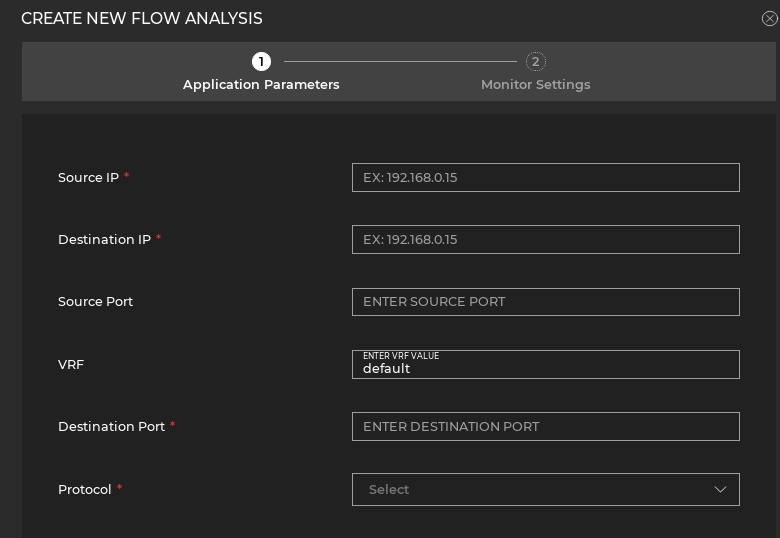 CREATE NEW FLOW ANALYSIS
1 2
Application Parameters Monitor Settings
Source IP * EX: 192.168.0.15
Destination IP * EX: 192.168.0.15
Source Port ENTER SOURCE PORT
ENTER VRF VALUE
VRF default
Destination Port * ENTER DESTINATION PORT
Protocol * Select